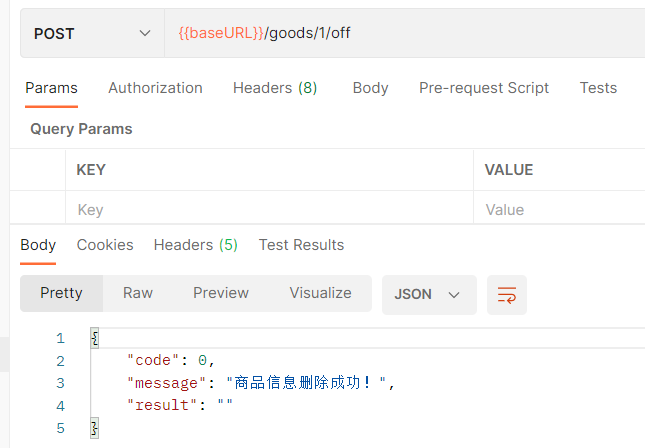 POST {{baseURL}}/goods/1/off
Params Authorization Headers (8) Body Pre-request Script Tests
Query Params
KEY VALUE
Key Value
Body Cookies Headers (5) Test Results
Pretty Raw Preview Visualize JSON
1 {
2 "code": 0,
3 "message": "商品信息删除成功！",
4 "result": ""
5 }